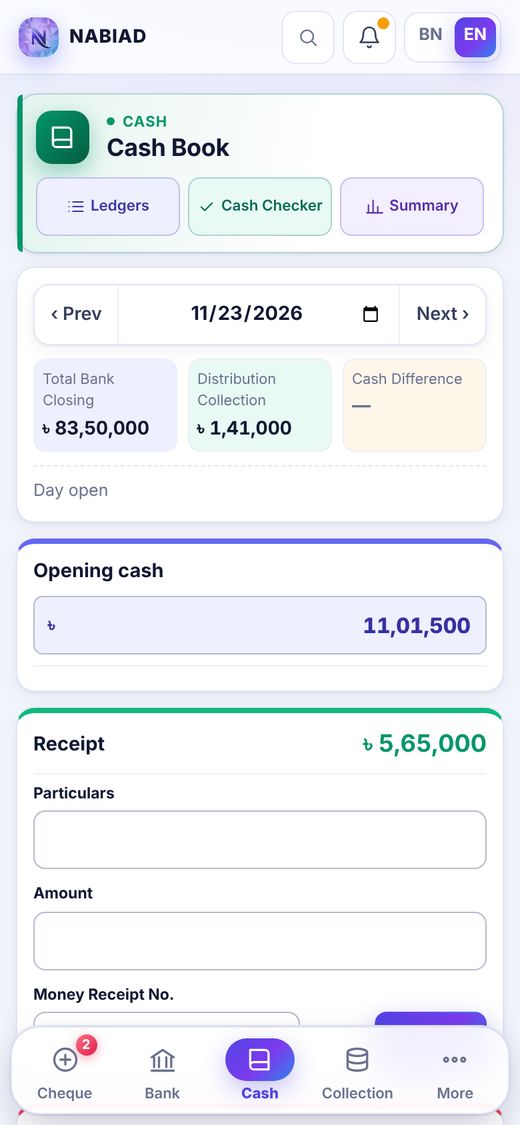 NABIAD
BN EN
CASH
Cash Book
Ledgers
Cash Checker
Summary
‹ Prev
11/23/2026
Next ›
Total Bank
Closing
৳ 83,50,000
Distribution
Collection
৳ 1,41,000
Cash Difference
—
Day open
Opening cash
৳ 11,01,500
Receipt
৳ 5,65,000
Particulars
Amount
Money Receipt No.
2
Cheque
Bank
Cash
Collection
More